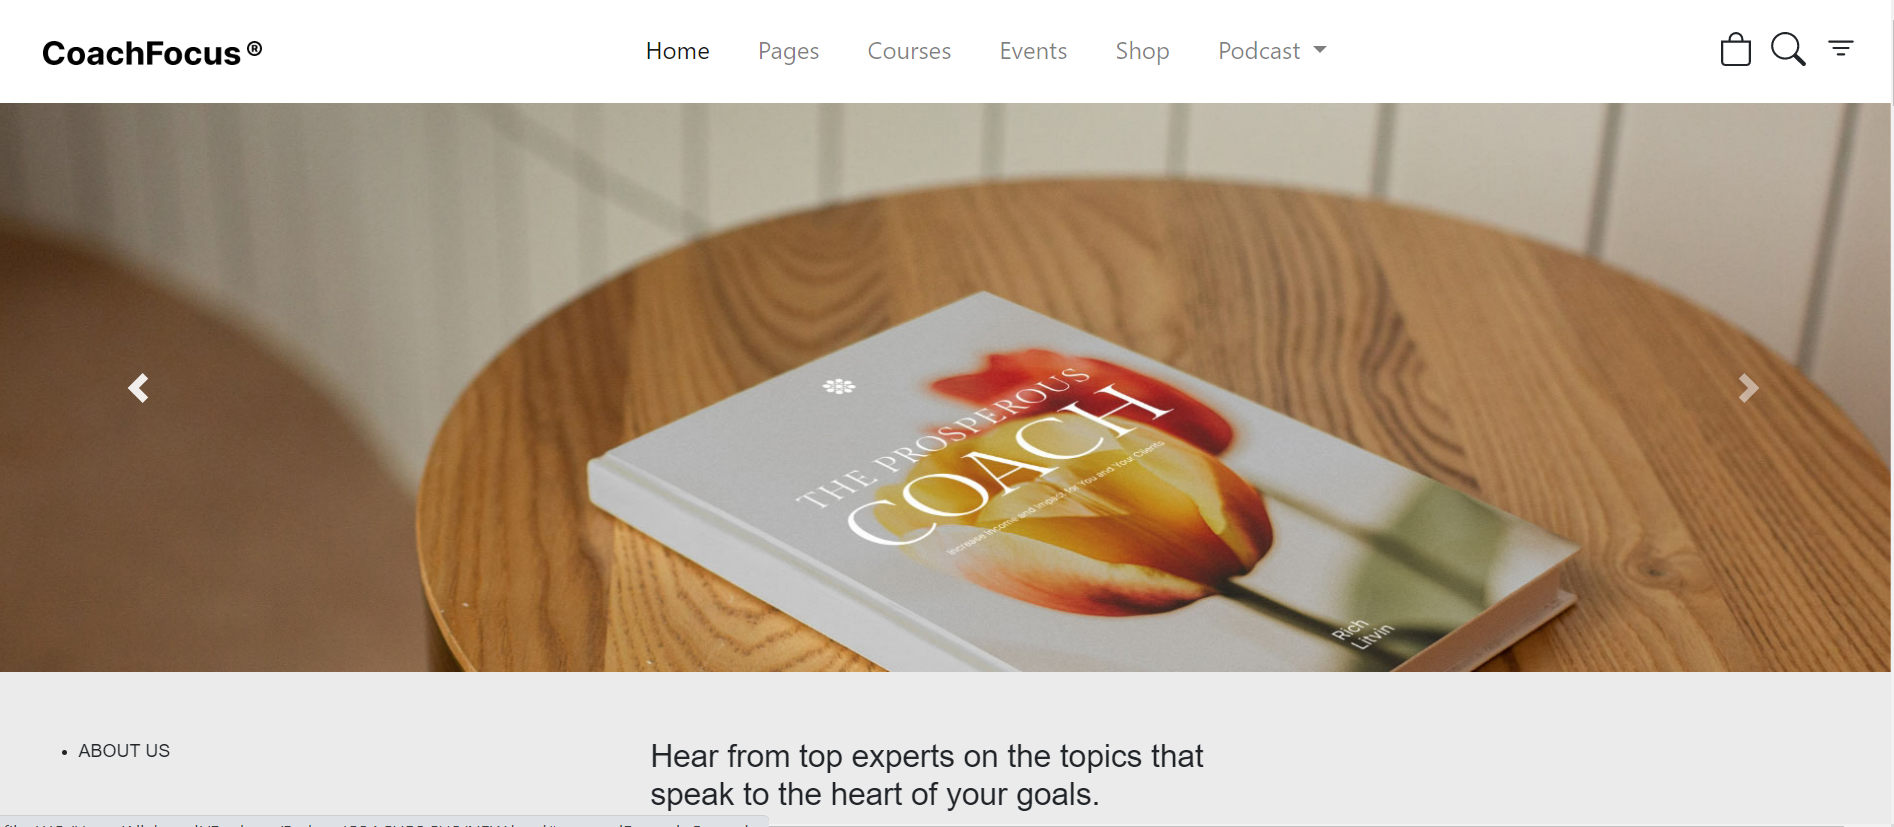 CoachFocus®
Home Pages Courses Events Shop Podcast
THE PROSPEROUS
COACH
Increase Income and Impact for You and Your Clients
Rich
Litvin
• ABOUT US
Hear from top experts on the topics that
speak to the heart of your goals.